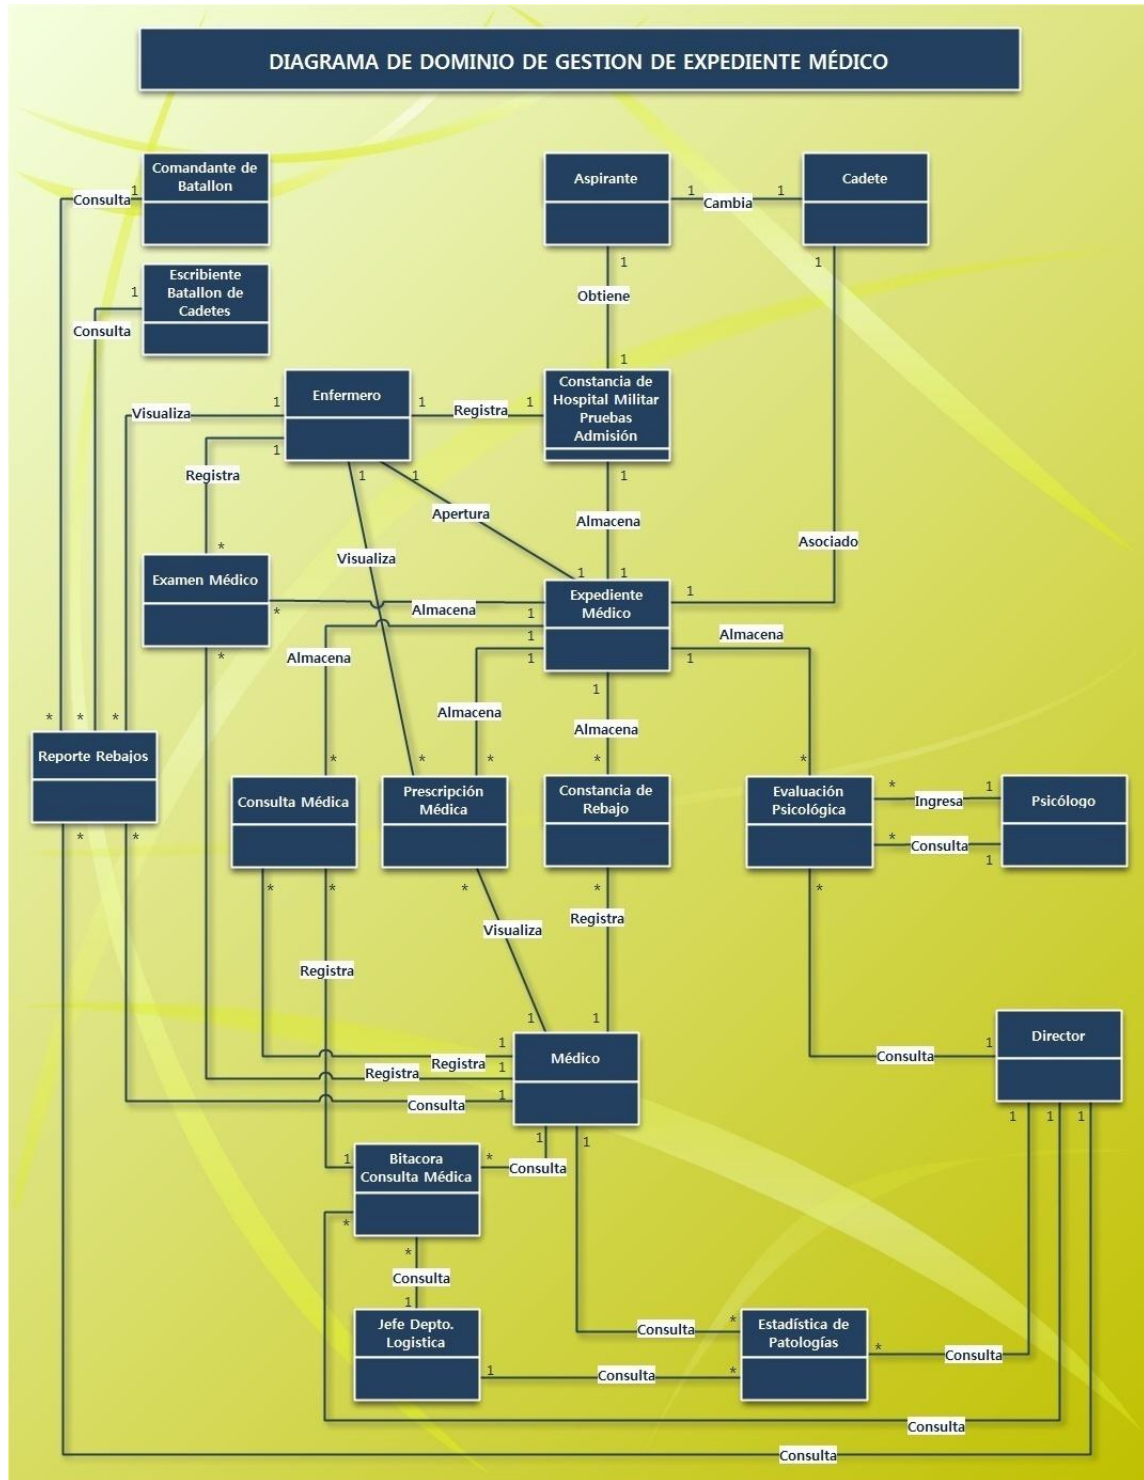 DIAGRAMA DE DOMINIO DE GESTION DE EXPEDIENTE MÉDICO
Comandante de
Batallon
1
Consulta
Aspirante
1
Cambia
1
Cadete
Escribiente
Batallon de
Cadetes
1
Consulta
1
Obtiene
1
1
Enfermero
Constancia de
Hospital Militar
Pruebas
Admisión
1
Visualiza
1
Registra
1
1
Registra
*
1
Visualiza
1
Apertura
1
1
Almacena
1
Asociado
1
Examen Médico
*
Almacena
1
Expediente
Médico
*
Almacena
1
1
Almacena
1
Almacena
1
Almacena
*
*
*
Reporte Rebajos
*
*
*
*
*
Consulta Médica
Prescripción
Médica
Constancia de
Rebajo
Evaluación
Psicológica
*
Ingresa
1
Psicólogo
*
Consulta
1
*
*
*
*
*
*
*
*
Visualiza
Registra
Registra
1
1
Médico
1
Registra
1
Registra
1
Consulta
Consulta
1
Director
1
1
1
1
1
Bitacora
Consulta Médica
1
*
Consulta
*
*
Consulta
1
Jefe Depto.
Logistica
1
Consulta
*
Consulta
*
Estadística de
Patologías
*
Consulta
Consulta
Consulta